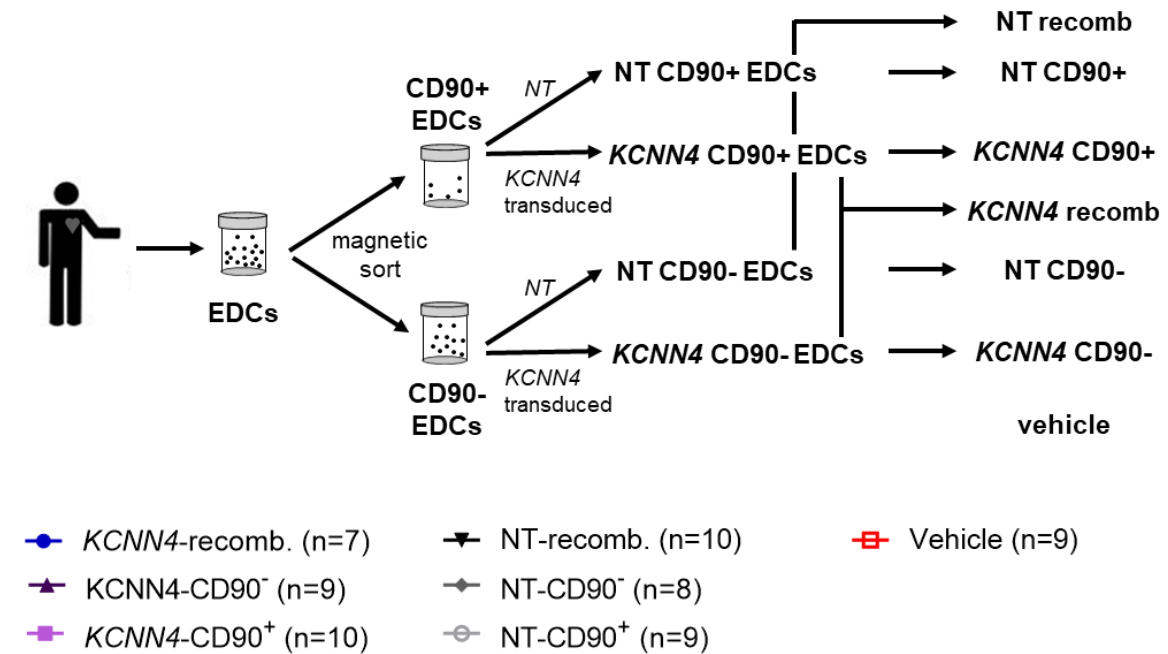 NT recomb
CD90+
EDCs
NT
NT CD90+ EDCs
NT CD90+
KCNN4
transduced
KCNN4 CD90+ EDCs
KCNN4 CD90+
KCNN4 recomb
magnetic
sort
EDCs
NT
NT CD90- EDCs
NT CD90-
CD90-
EDCs
KCNN4
transduced
KCNN4 CD90- EDCs
KCNN4 CD90-
vehicle
KCNN4-recomb. (n=7)
NT-recomb. (n=10)
Vehicle (n=9)
KCNN4-CD90⁻ (n=9)
NT-CD90⁻ (n=8)
KCNN4-CD90⁺ (n=10)
NT-CD90⁺ (n=9)